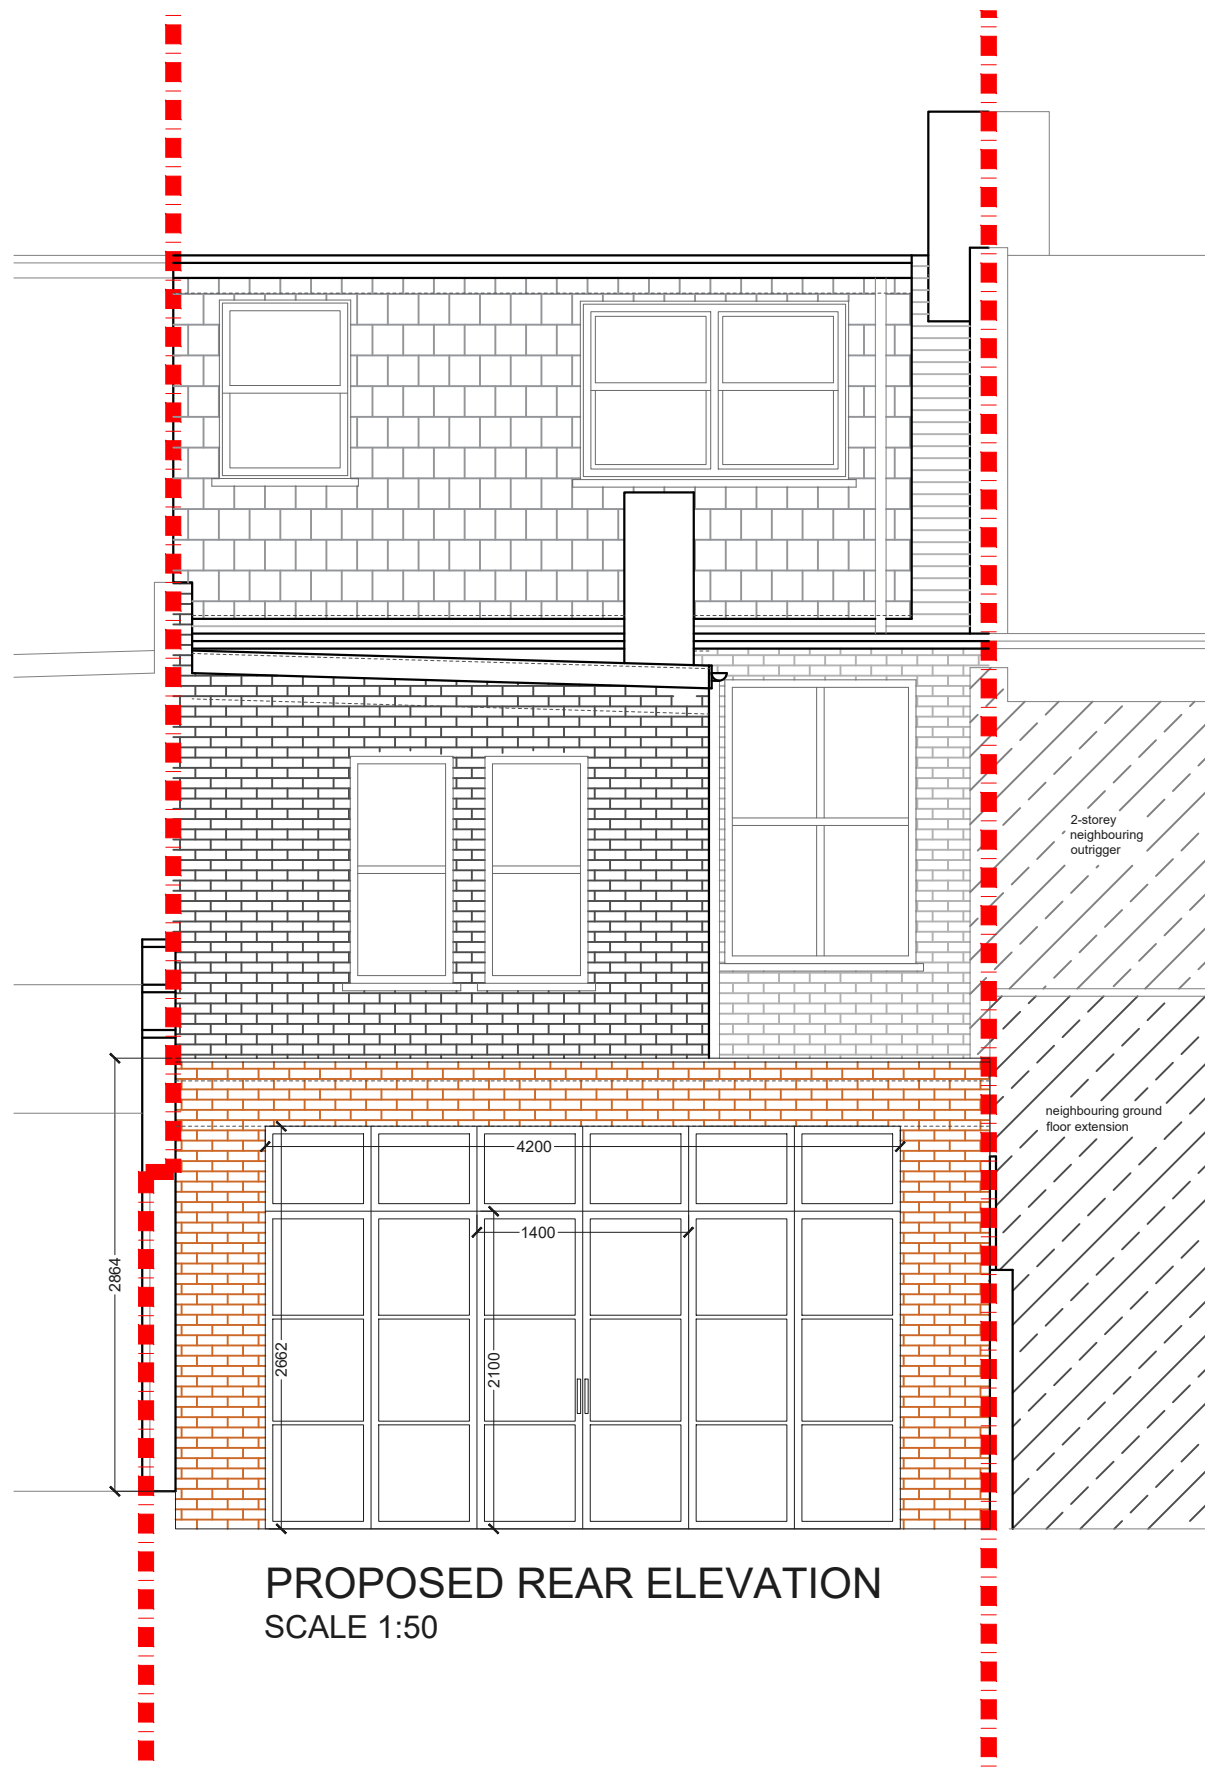 2-storey
neighbouring
outrigger
neighbouring ground
floor extension
4200
1400
2864
2662
2100
PROPOSED REAR ELEVATION
SCALE 1:50